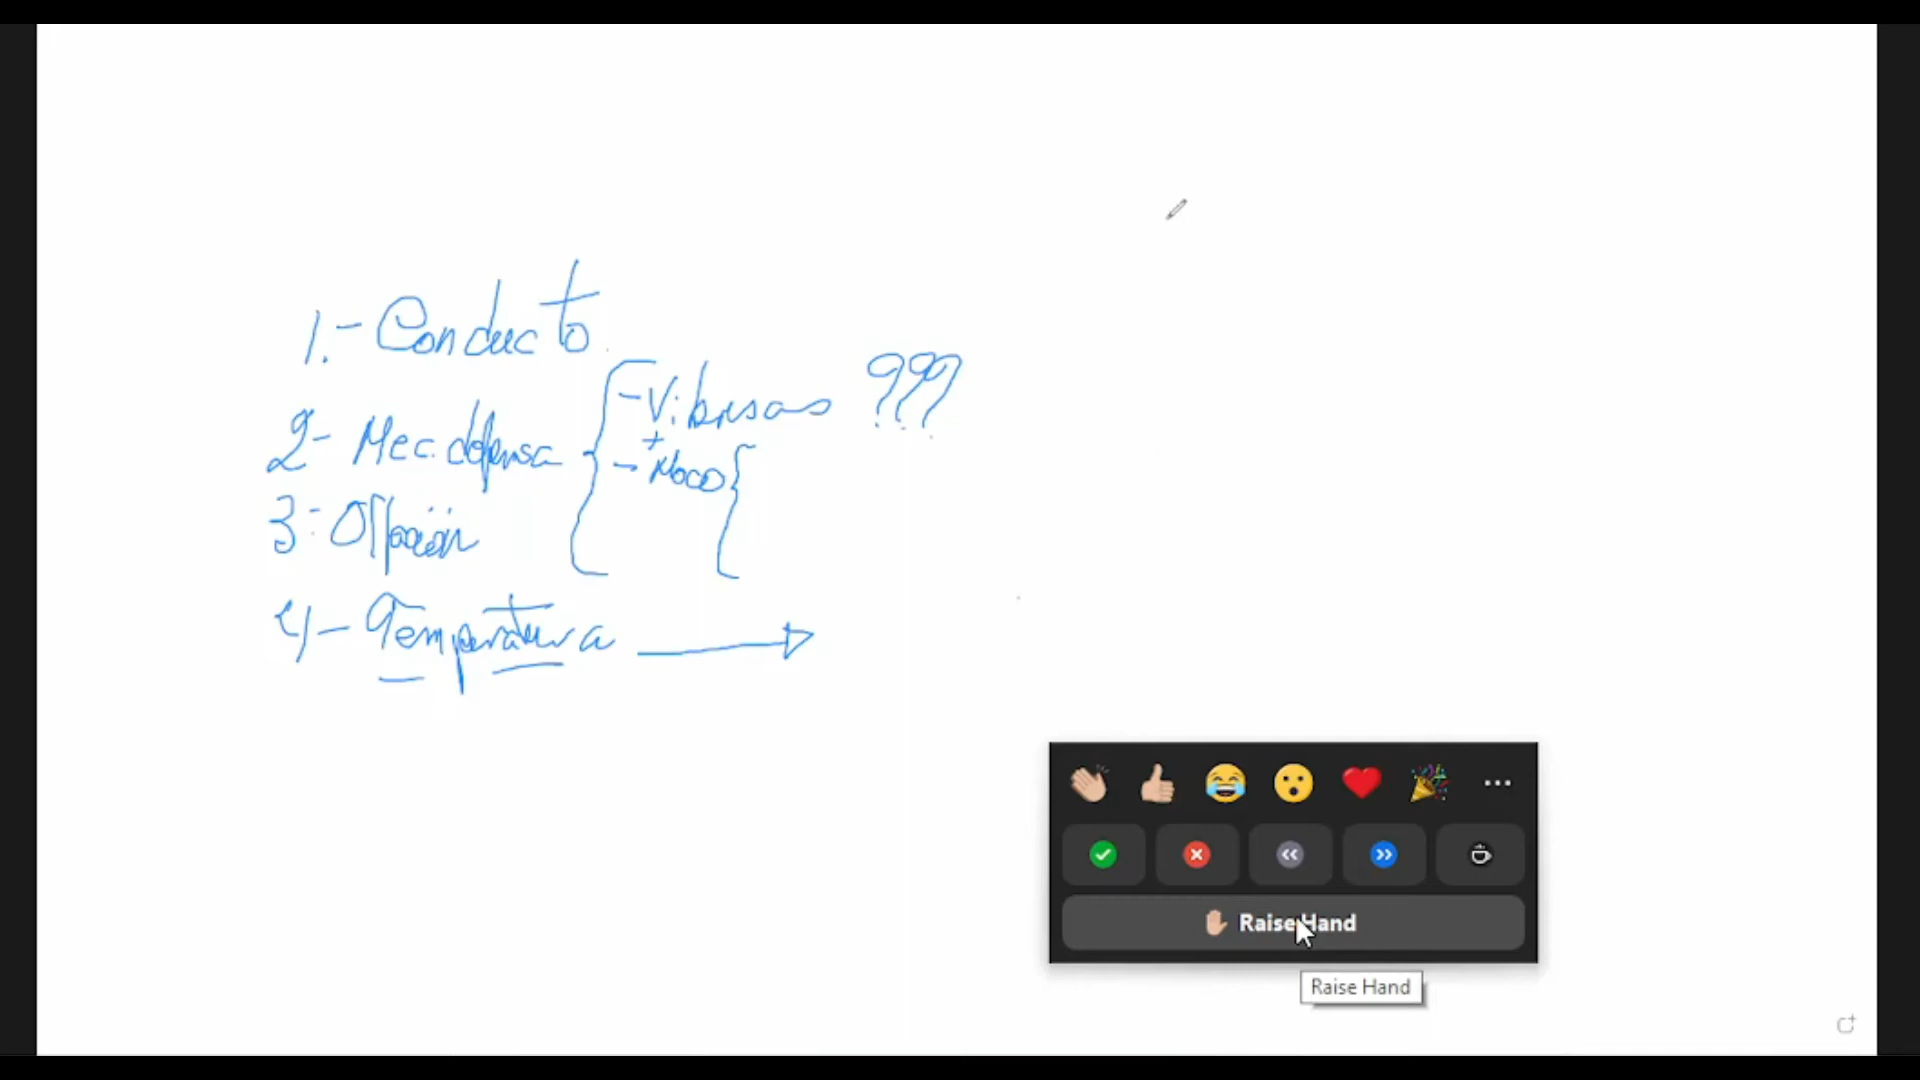 1.- Conducto
2- Mec. defensa { - Vibrisas ???
+
- Moco {
3- Olfación
4- Temperatura
Raise Hand
Raise Hand